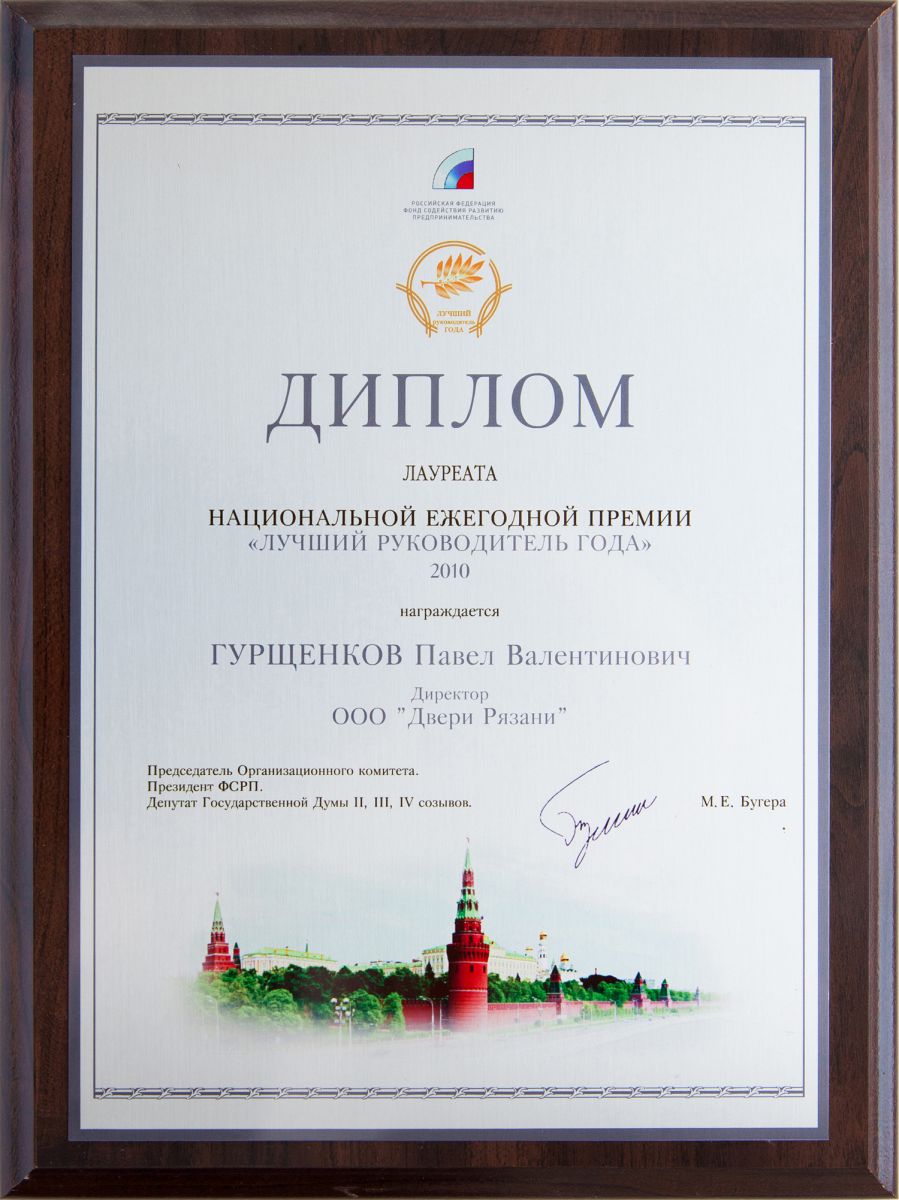 РОССИЙСКАЯ ФЕДЕРАЦИЯ
ФОНД СОДЕЙСТВИЯ РАЗВИТИЮ
ПРЕДПРИНИМАТЕЛЬСТВА
ЛУЧШИЙ
РУКОВОДИТЕЛЬ
ГОДА
ДИПЛОМ
ЛАУРЕАТА
НАЦИОНАЛЬНОЙ ЕЖЕГОДНОЙ ПРЕМИИ
«ЛУЧШИЙ РУКОВОДИТЕЛЬ ГОДА»
2010
награждается
ГУРЩЕНКОВ Павел Валентинович
Директор
ООО "Двери Рязани"
Председатель Организационного комитета.
Президент ФСРП.
Депутат Государственной Думы II, III, IV созывов.
М. Е. Бугера